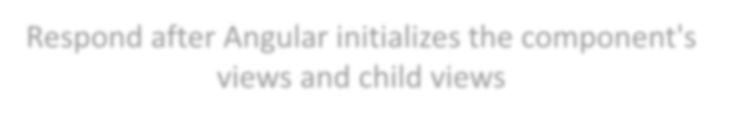 Respond after Angular initializes the component's
views and child views